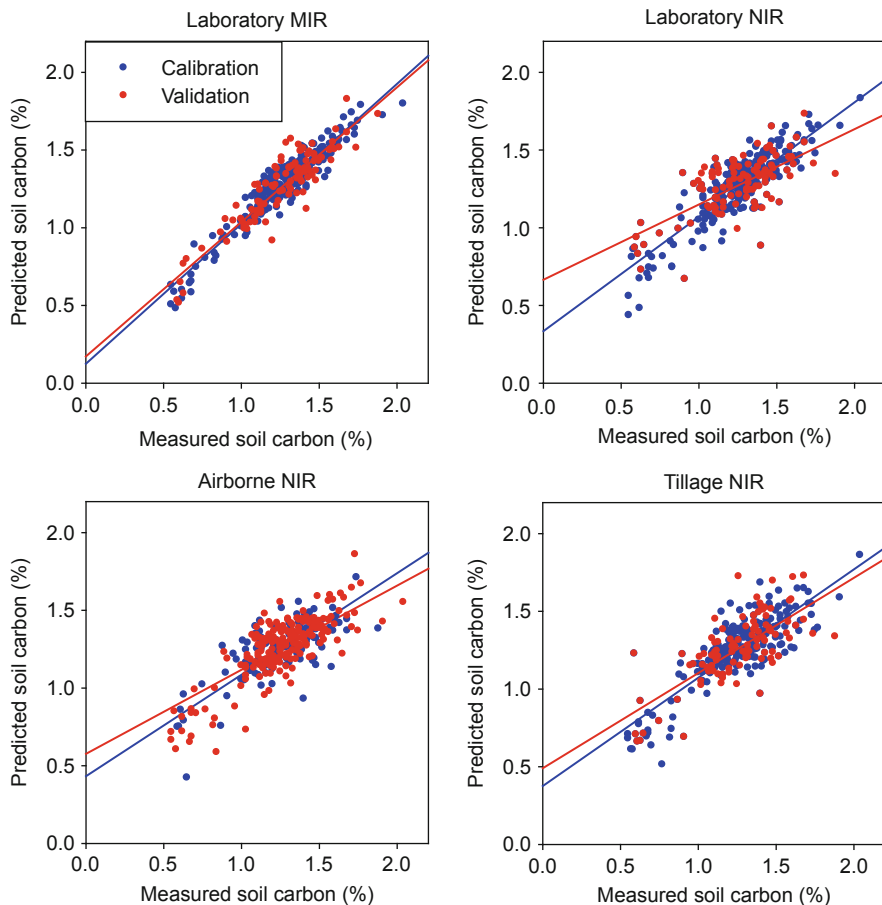 Laboratory MIR
Calibration
Validation
2.0
1.5
1.0
0.5
0.0
Predicted soil carbon (%)
0.0 0.5 1.0 1.5 2.0
Measured soil carbon (%)
Laboratory NIR
2.0
1.5
1.0
0.5
0.0
Predicted soil carbon (%)
0.0 0.5 1.0 1.5 2.0
Measured soil carbon (%)
Airborne NIR
2.0
1.5
1.0
0.5
0.0
Predicted soil carbon (%)
0.0 0.5 1.0 1.5 2.0
Measured soil carbon (%)
Tillage NIR
2.0
1.5
1.0
0.5
0.0
Predicted soil carbon (%)
0.0 0.5 1.0 1.5 2.0
Measured soil carbon (%)